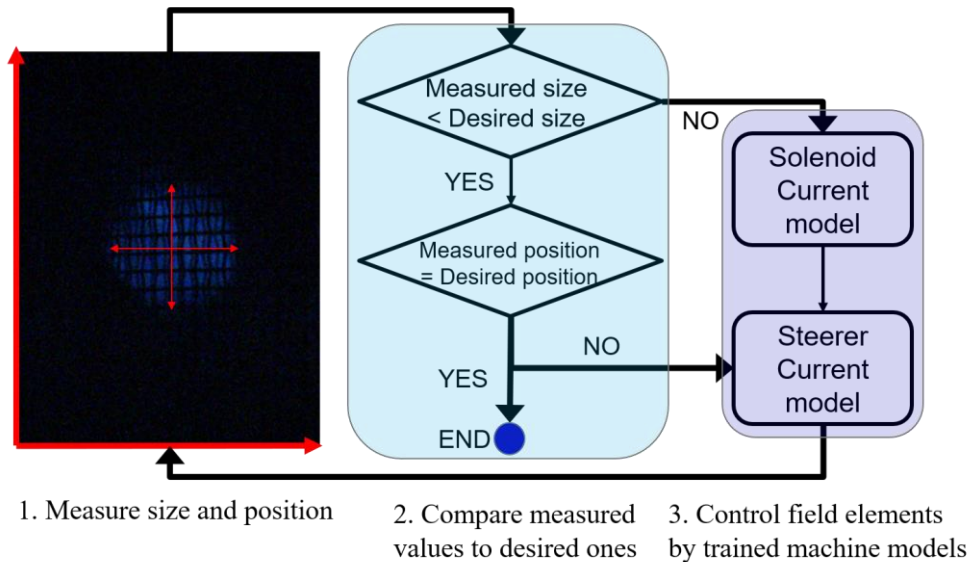 Measured size
< Desired size
NO
YES
Measured position
= Desired position
NO
YES
END
Solenoid
Current
model
Steerer
Current
model
1. Measure size and position
2. Compare measured
values to desired ones
3. Control field elements
by trained machine models